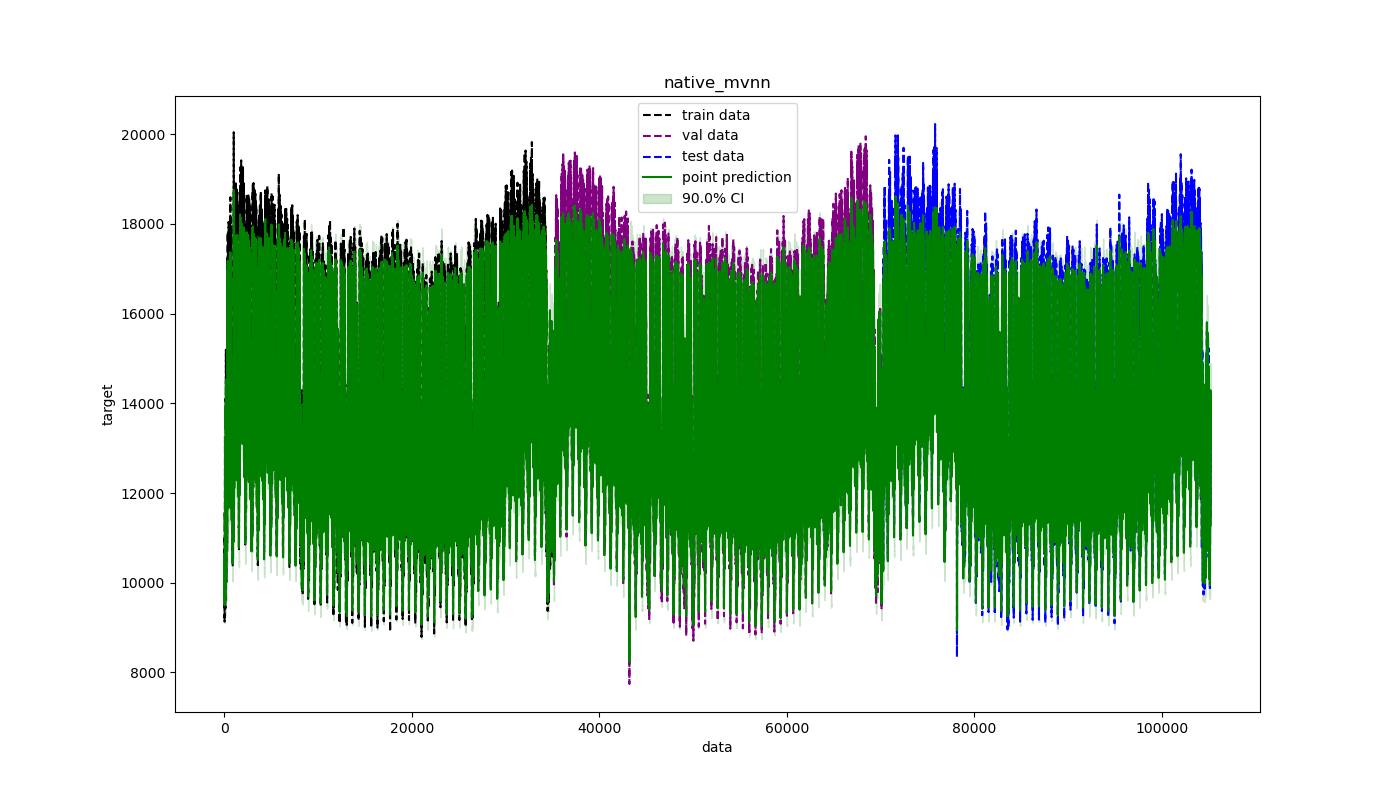 native_mvnn
train data
val data
test data
point prediction
90.0% CI
20000
18000
16000
14000
12000
10000
8000
target
0
20000
40000
60000
80000
100000
data